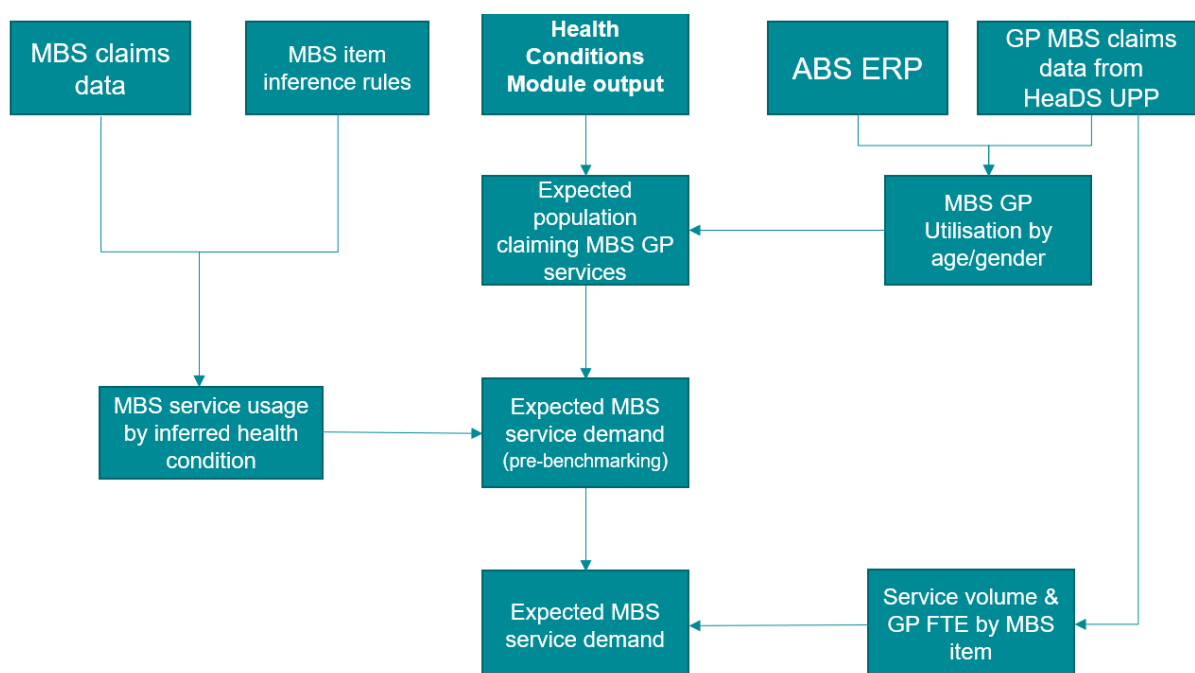 MBS claims
data
MBS item
inference rules
Health
Conditions
Module output
ABS ERP
GP MBS claims
data from
HeaDS UPP
Expected
population
claiming MBS GP
services
MBS GP
Utilisation by
age/gender
MBS service usage
by inferred health
condition
Expected MBS
service demand
(pre-benchmarking)
Expected MBS
service demand
Service volume &
GP FTE by MBS
item